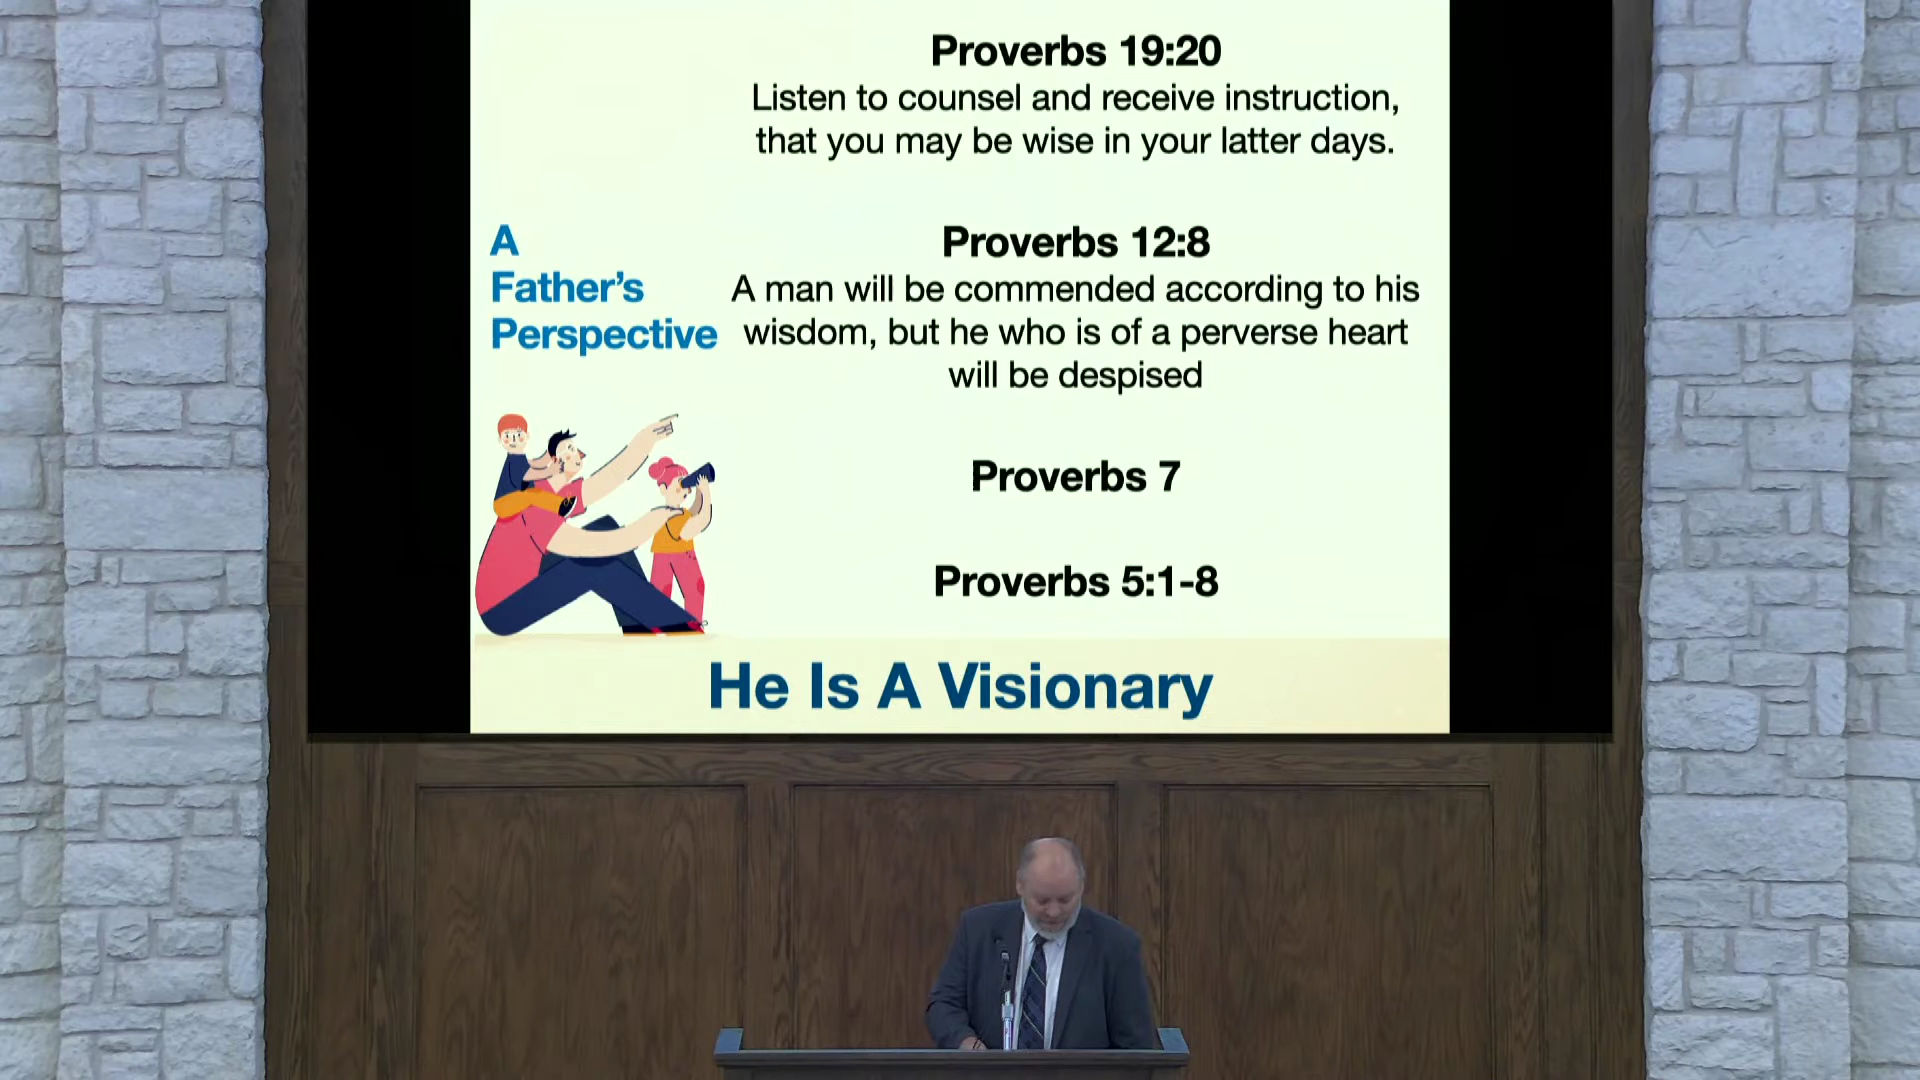 Proverbs 19:20
Listen to counsel and receive instruction,
that you may be wise in your latter days.
A
Father's
Perspective
Proverbs 12:8
A man will be commended according to his
wisdom, but he who is of a perverse heart
will be despised
Proverbs 7
Proverbs 5:1-8
He Is A Visionary